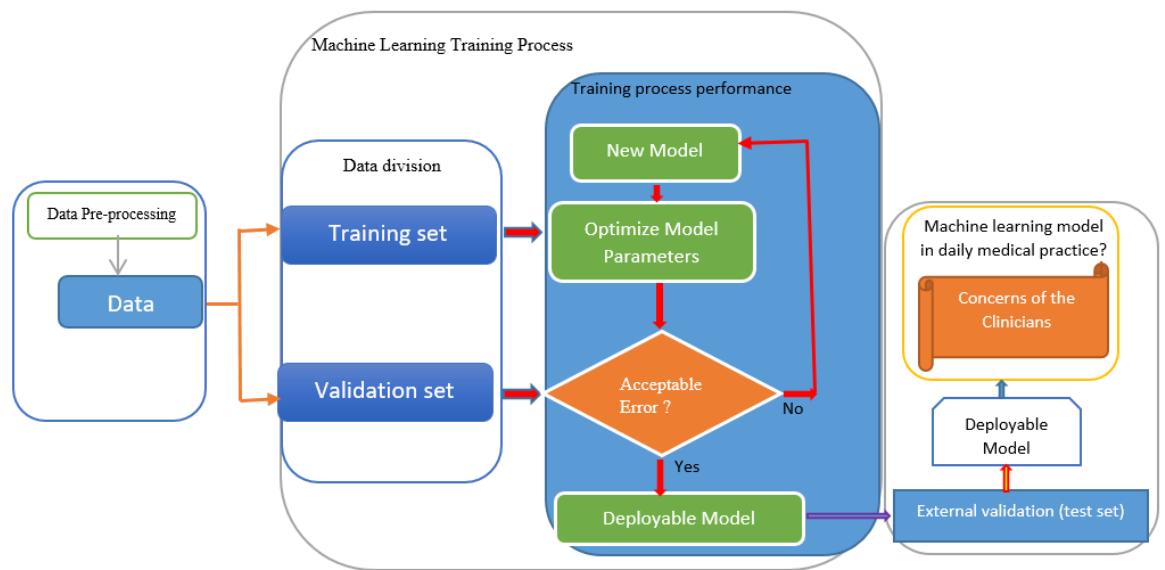 Machine Learning Training Process
Data Pre-processing
Data
Data division
Training set
Validation set
Training process performance
New Model
Optimize Model
Parameters
Acceptable
Error ?
No
Yes
Deployable Model
Machine learning model
in daily medical practice?
Concerns of the
Clinicians
Deployable
Model
External validation (test set)